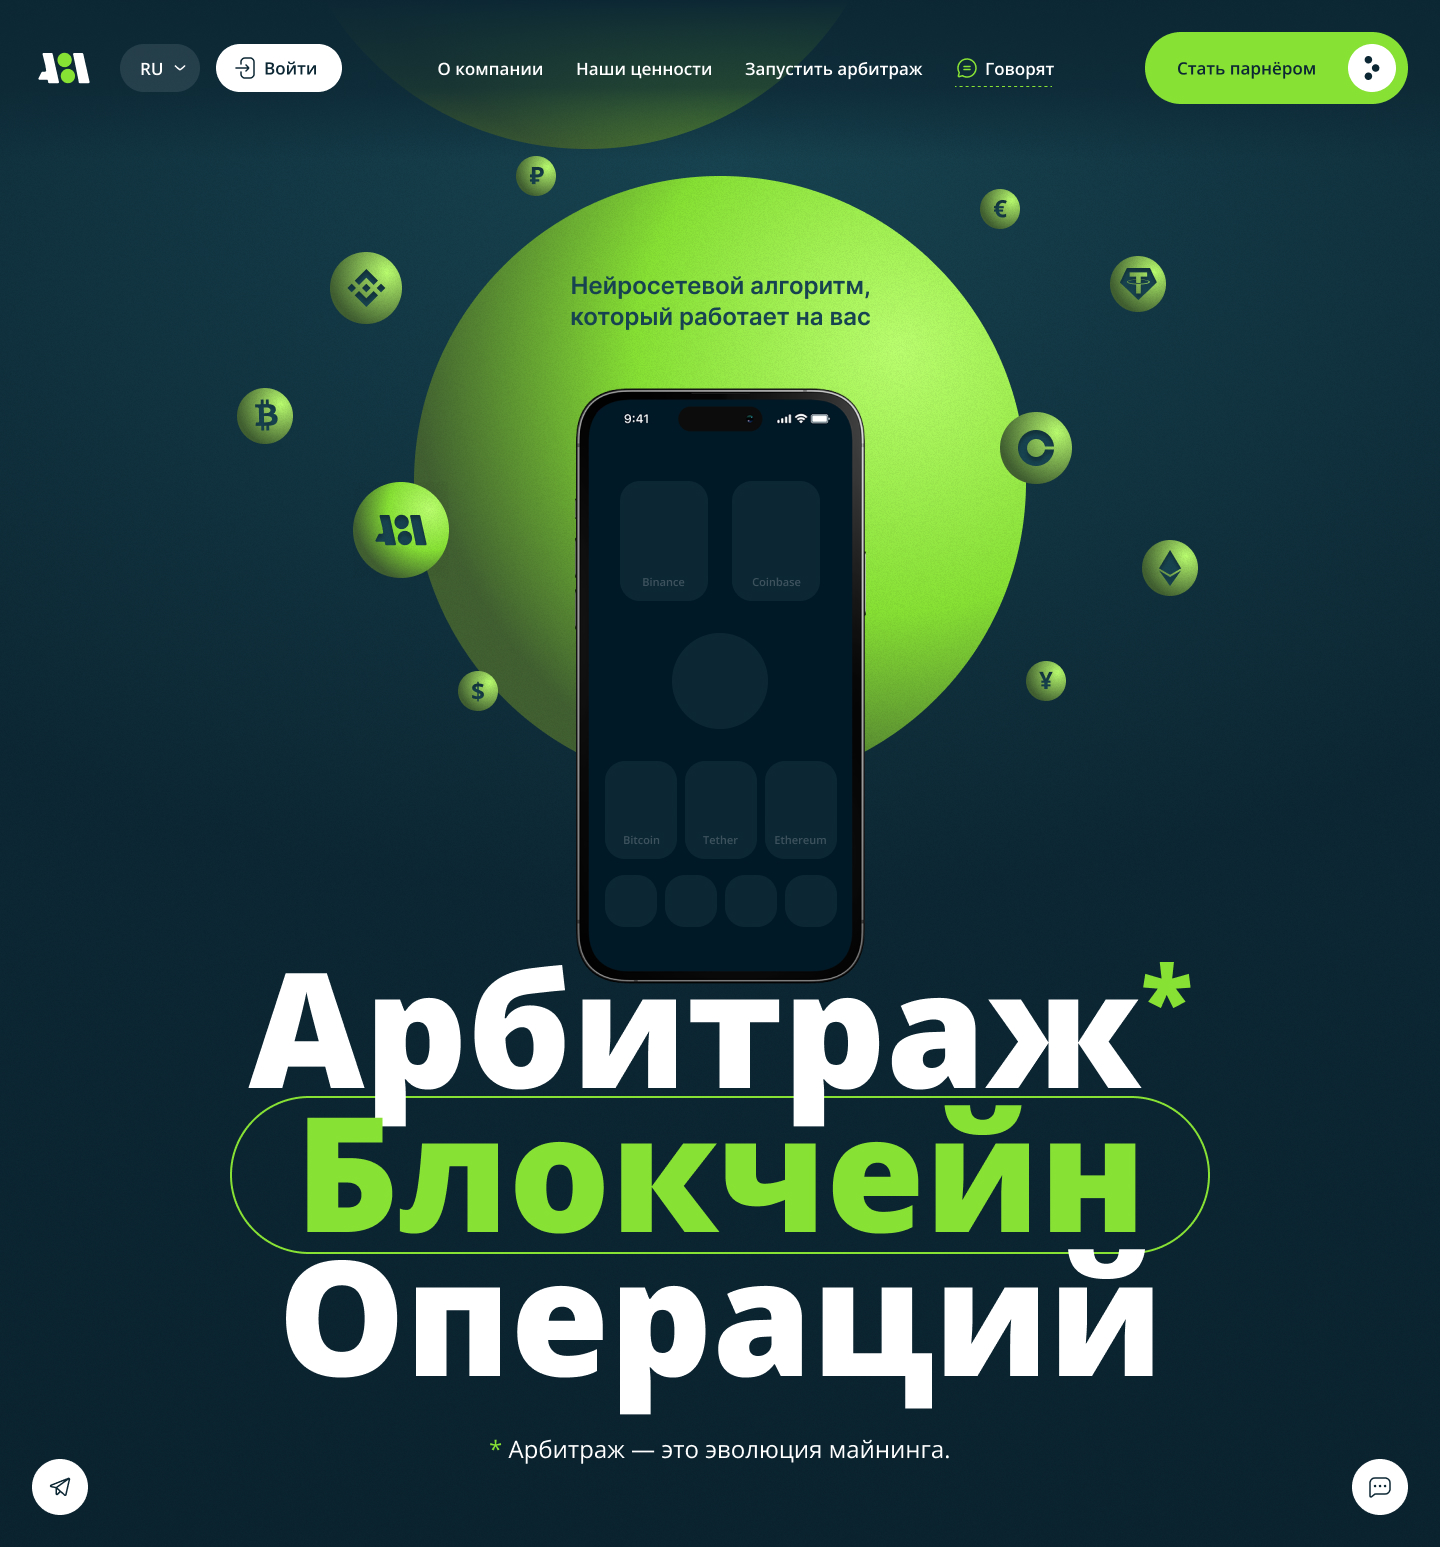 RU
Войти
О компании
Наши ценности
Запустить арбитраж
Говорят
Стать парнёром
₽
€
Нейросетевой алгоритм,
который работает на вас
9:41
Binance
Coinbase
$
¥
Bitcoin
Tether
Ethereum
Арбитраж*
Блокчейн
Операций
* Арбитраж — это эволюция майнинга.